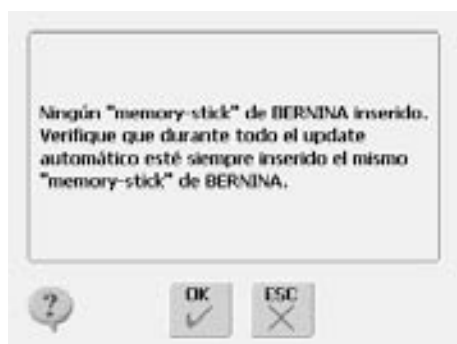 Ningún "memory-stick" de BERNINA inserido.
Verifique que durante todo el update
automático esté siempre inserido el mismo
"memory-stick" de BERNINA.
?
OK
ESC